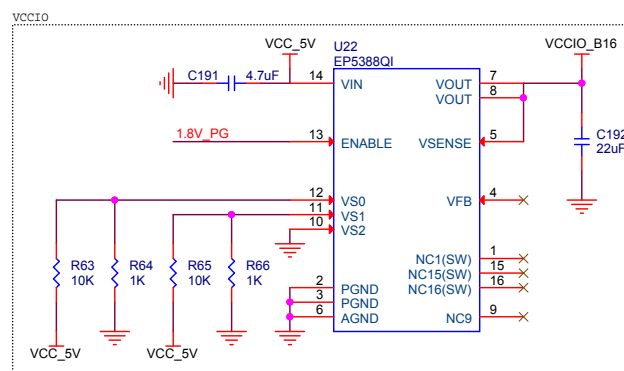 VCCIO
VCC_5V
U22
EP5388QI
VCCIO_B16
C191
4.7uF
14
VIN
VOUT
7
VOUT
8
1.8V_PG
13
ENABLE
VSENSE
5
C192
22uF
12
VS0
VFB
4
11
VS1
10
VS2
NC1(SW)
1
NC15(SW)
15
NC16(SW)
16
R63
10K
R64
1K
R65
10K
R66
1K
2
PGND
3
PGND
6
AGND
NC9
9
VCC_5V
VCC_5V